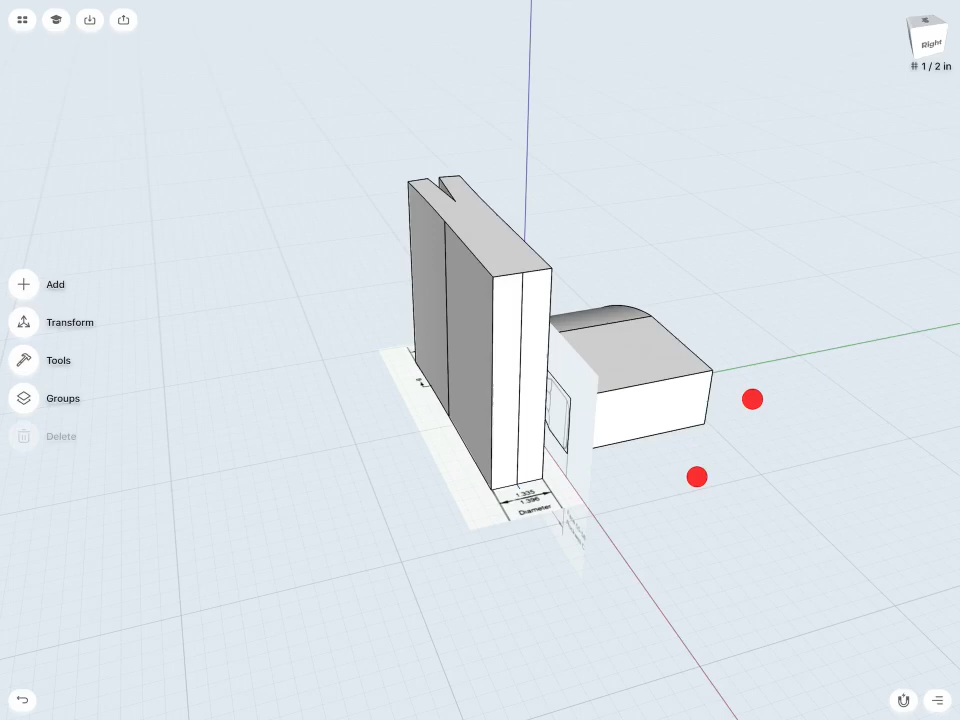 Right
1 / 2 in
Add
Transform
Tools
Groups
Delete
1.335
1.396
Diameter